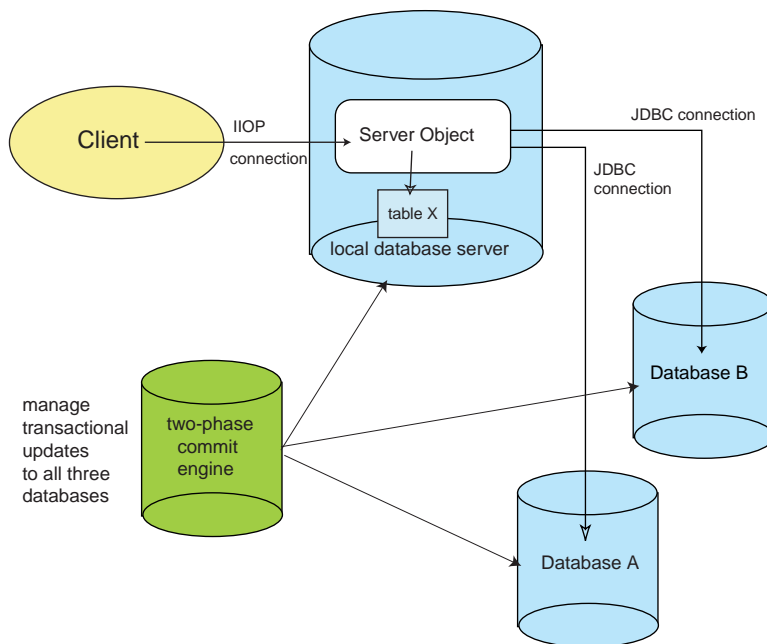 Client
IIOP
connection
Server Object
table X
local database server
JDBC connection
JDBC
connection
Database B
manage
transactional
updates
to all three
databases
two-phase
commit
engine
Database A